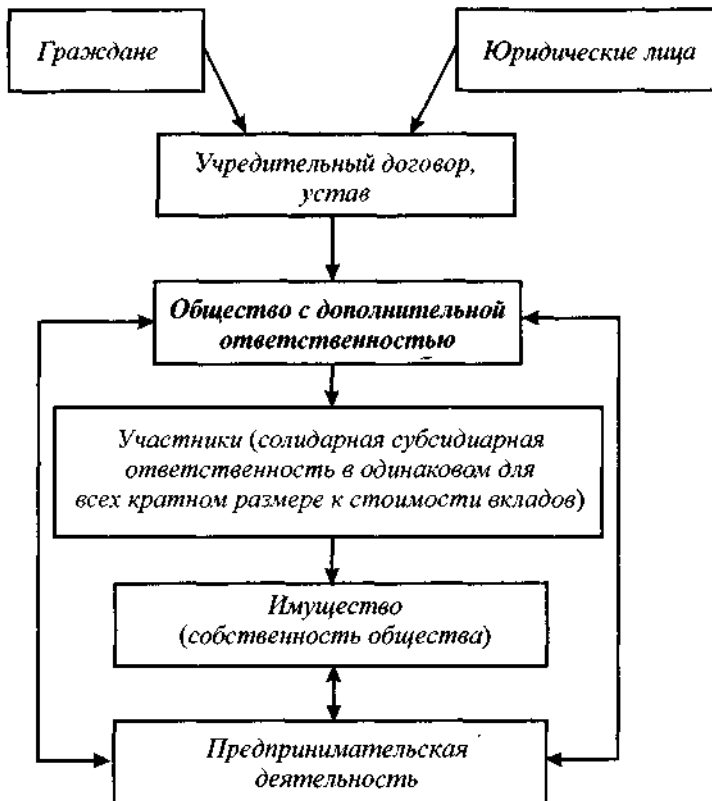 Граждане
Юридические лица
Учредительный договор,
устав
Общество с дополнительной
ответственностью
Участники (солидарная субсидиарная
ответственность в одинаковом для
всех кратном размере к стоимости вкладов)
Имущество
(собственность общества)
Предпринимательская
деятельность